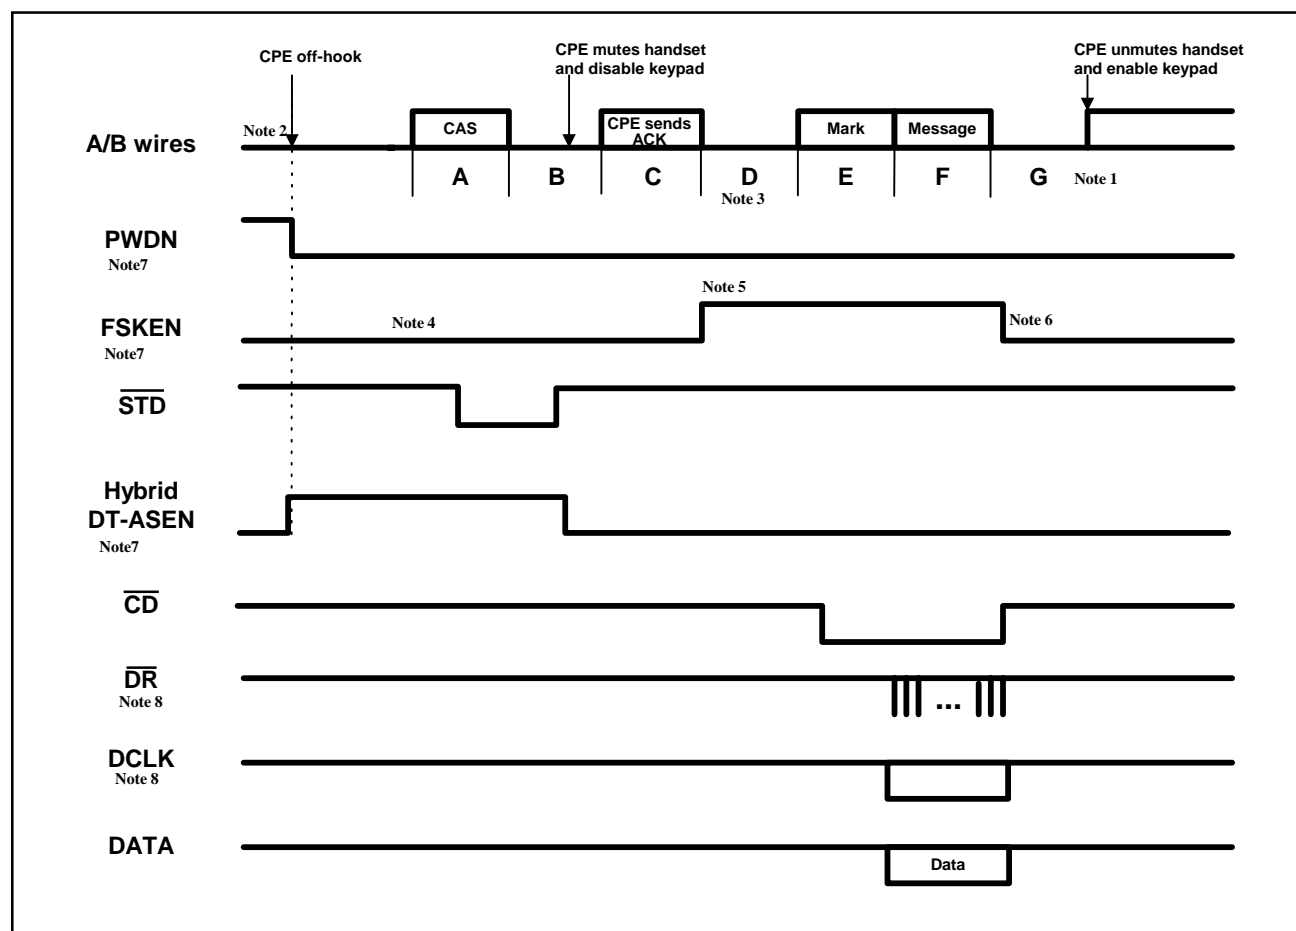 CPE off-hook
CPE mutes handset
and disable keypad
CPE unmutes handset
and enable keypad
Note 2
A/B wires
CAS
CPE sends
ACK
Mark
Message
A
B
C
D
E
F
G
Note 1
Note 3
PWDN
Note7
Note 5
FSKEN
Note 4
Note 6
Note7
STD
Hybrid
DT-ASEN
Note7
CD
DR
Note 8
...
DCLK
Note 8
DATA
Data